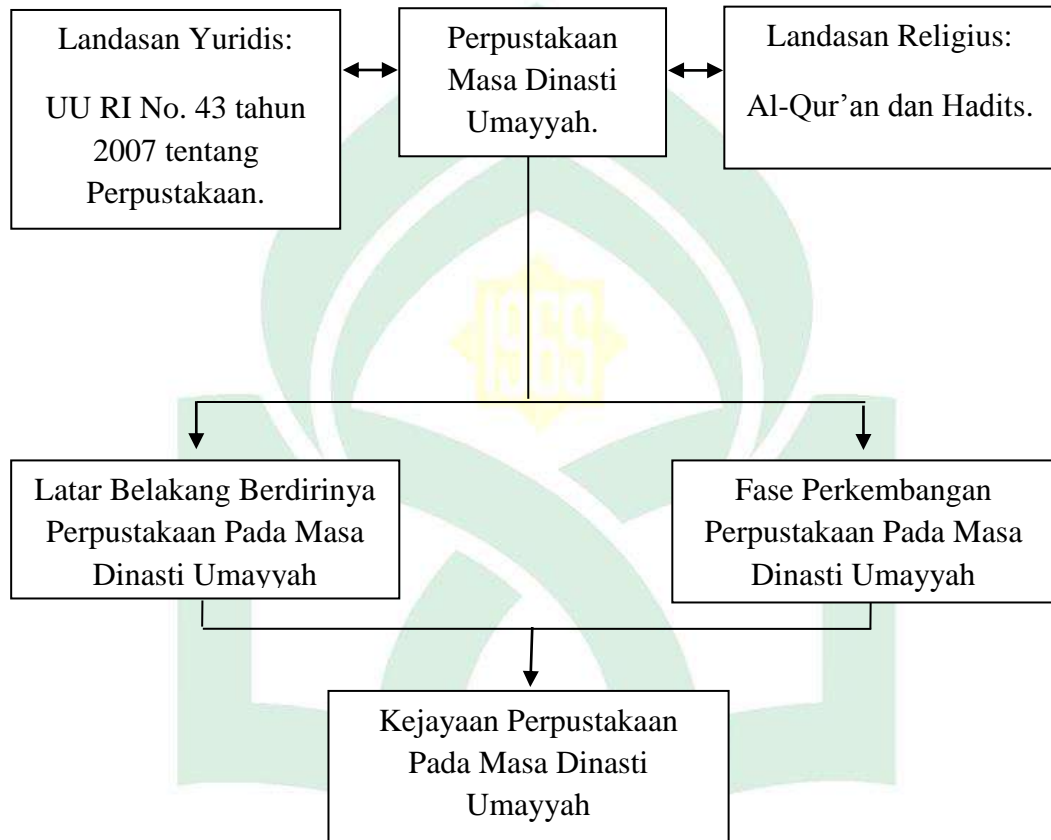 Landasan Yuridis:
UU RI No. 43 tahun
2007 tentang
Perpustakaan.
Perpustakaan
Masa Dinasti
Umayyah.
Landasan Religius:
Al-Qur’an dan Hadits.
1965
Latar Belakang Berdirinya
Perpustakaan Pada Masa
Dinasti Umayyah
Fase Perkembangan
Perpustakaan Pada Masa
Dinasti Umayyah
Kejayaan Perpustakaan
Pada Masa Dinasti
Umayyah